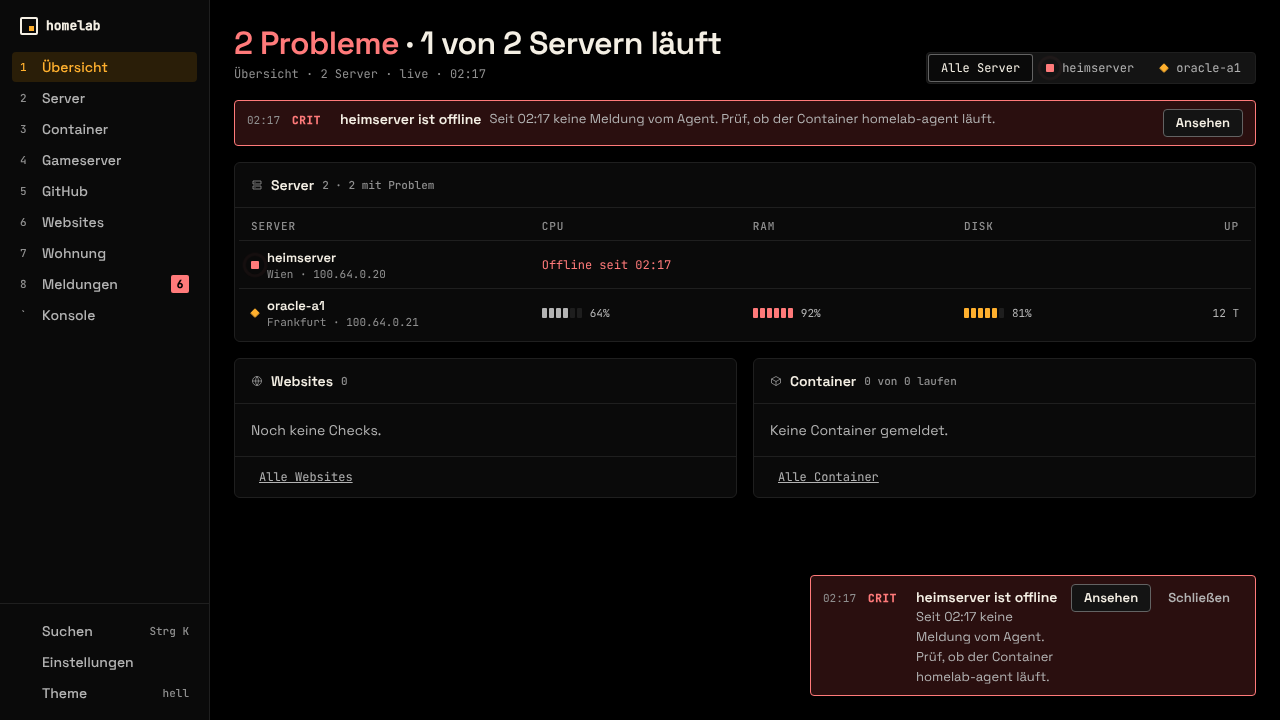 homelab
1 Übersicht
2 Server
3 Container
4 Gameserver
5 GitHub
6 Websites
7 Wohnung
8 Meldungen 6
` Konsole
Suchen Strg K
Einstellungen
Theme hell
2 Probleme · 1 von 2 Servern läuft
Übersicht · 2 Server · live · 02:17
Alle Server heimserver oracle-a1
02:17 CRIT heimserver ist offline Seit 02:17 keine Meldung vom Agent. Prüf, ob der Container homelab-agent läuft. Ansehen
Server 2 · 2 mit Problem
SERVER CPU RAM DISK UP
heimserver
Wien · 100.64.0.20
Offline seit 02:17
oracle-a1
Frankfurt · 100.64.0.21
64% 92% 81% 12 T
Websites 0
Noch keine Checks.
Alle Websites
Container 0 von 0 laufen
Keine Container gemeldet.
Alle Container
02:17 CRIT heimserver ist offline Ansehen Schließen
Seit 02:17 keine
Meldung vom Agent.
Prüf, ob der Container
homelab-agent läuft.